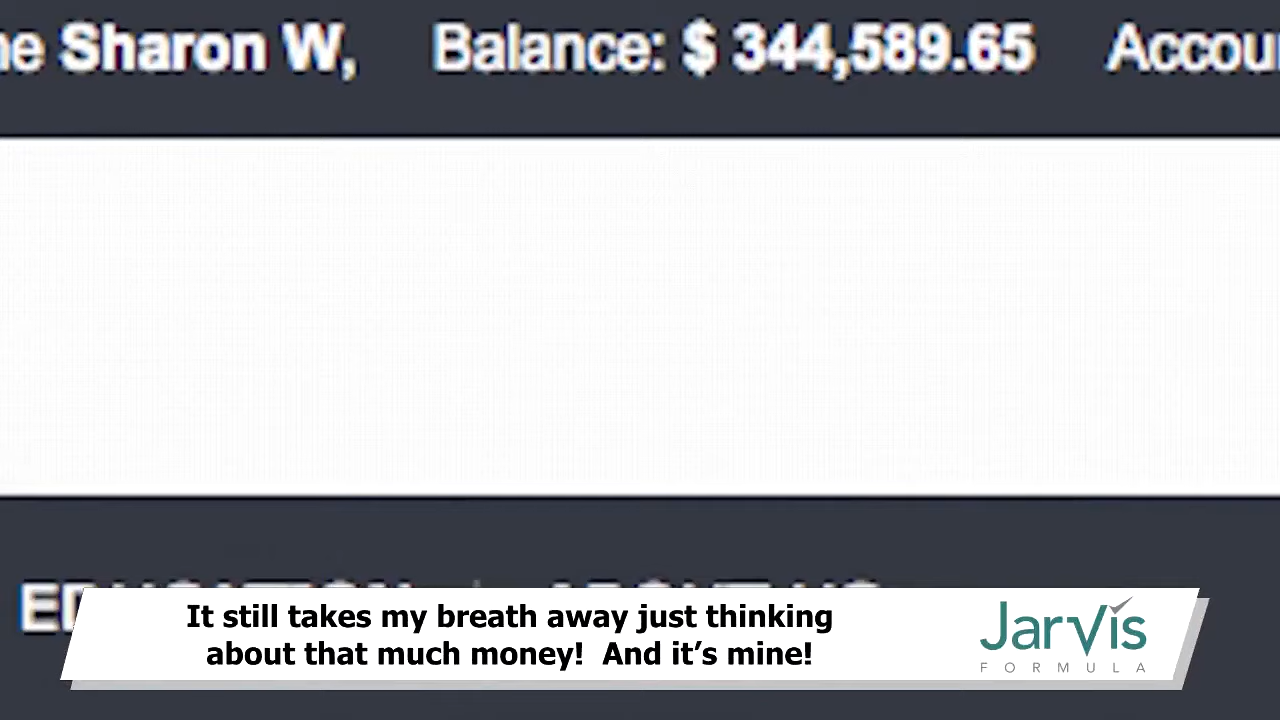 Sharon W, Balance: $ 344,589.65
It still takes my breath away just thinking
about that much money! And it’s mine!
Jarvis
FORMULA